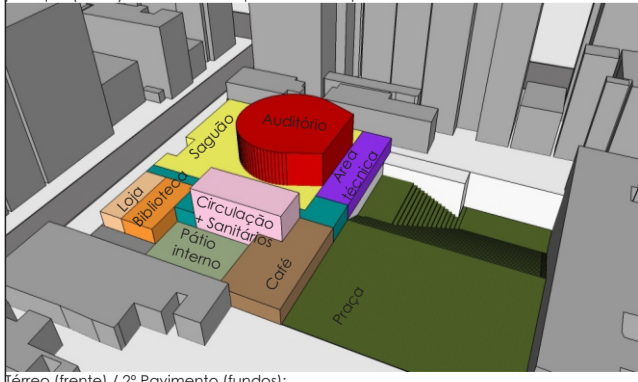 Auditório
Saguão
Área
técnica
Loja
Biblioteca
Circulação
+ Sanitários
Pátio
interno
Café
Praça
Térreo (frente) / 2º Pavimento (fundos):